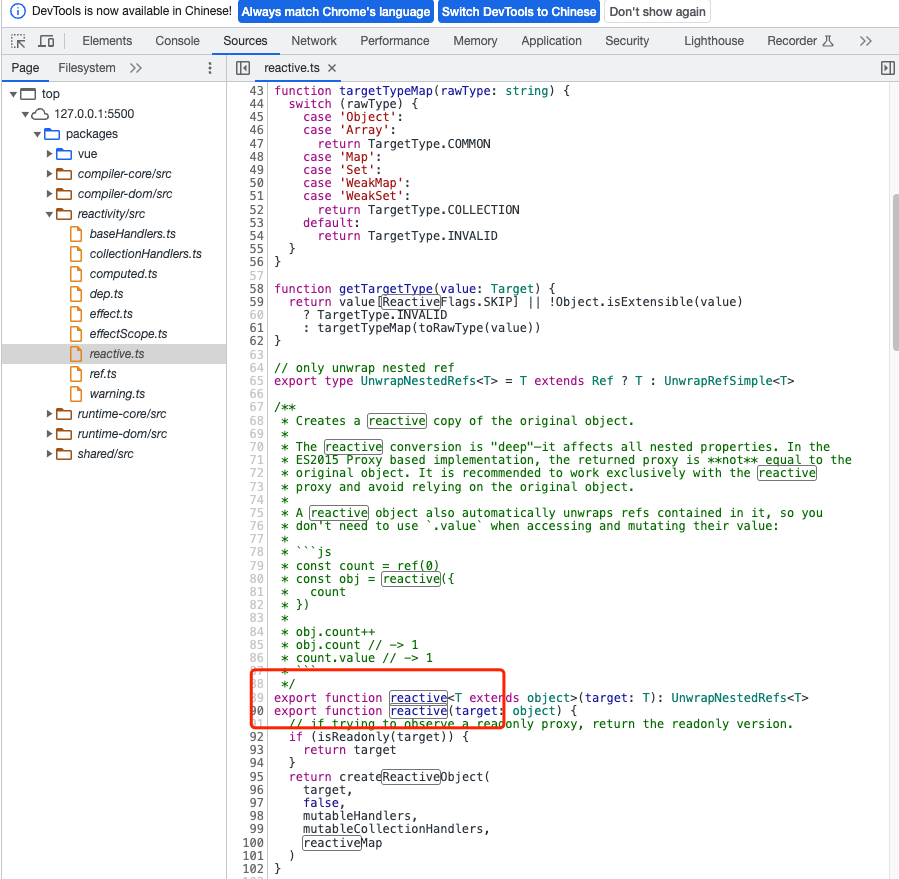 DevTools is now available in Chinese! Always match Chrome's language Switch DevTools to Chinese Don't show again
Elements Console Sources Network Performance Memory Application Security Lighthouse Recorder
Page Filesystem
reactive.ts
top
127.0.0.1:5500
packages
vue
compiler-core/src
compiler-dom/src
reactivity/src
baseHandlers.ts
collectionHandlers.ts
computed.ts
dep.ts
effect.ts
effectScope.ts
reactive.ts
ref.ts
warning.ts
runtime-core/src
runtime-dom/src
shared/src
43 function targetTypeMap(rawType: string) {
44 switch (rawType) {
45 case 'Object':
46 case 'Array':
47 return TargetType.COMMON
48 case 'Map':
49 case 'Set':
50 case 'WeakMap':
51 case 'WeakSet':
52 return TargetType.COLLECTION
53 default:
54 return TargetType.INVALID
55 }
56 }
57
58 function getTargetType(value: Target) {
59 return value[ReactiveFlags.SKIP] || !Object.isExtensible(value)
60 ? TargetType.INVALID
61 : targetTypeMap(toRawType(value))
62 }
63
64 // only unwrap nested ref
65 export type UnwrapNestedRefs<T> = T extends Ref ? T : UnwrapRefSimple<T>
66
67 /**
68 * Creates a reactive copy of the original object.
69 *
70 * The reactive conversion is "deep"—it affects all nested properties. In the
71 * ES2015 Proxy based implementation, the returned proxy is **not** equal to the
72 * original object. It is recommended to work exclusively with the reactive
73 * proxy and avoid relying on the original object.
74 *
75 * A reactive object also automatically unwraps refs contained in it, so you
76 * don't need to use `.value` when accessing and mutating their value:
77 *
78 * ```js
79 * const count = ref(0)
80 * const obj = reactive({
81 * count
82 * })
83 *
84 * obj.count++
85 * obj.count // -> 1
86 * count.value // -> 1
87 * ```
88 */
89 export function reactive<T extends object>(target: T): UnwrapNestedRefs<T>
90 export function reactive(target: object) {
91 // if trying to observe a readonly proxy, return the readonly version.
92 if (isReadonly(target)) {
93 return target
94 }
95 return createReactiveObject(
96 target,
97 false,
98 mutableHandlers,
99 mutableCollectionHandlers,
100 reactiveMap
101 )
102 }